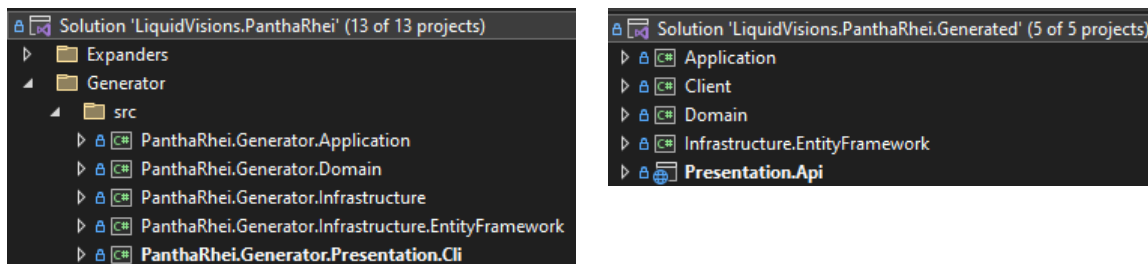 Solution 'LiquidVisions.PanthaRhei' (13 of 13 projects)
Expanders
Generator
src
C# PanthaRhei.Generator.Application
C# PanthaRhei.Generator.Domain
C# PanthaRhei.Generator.Infrastructure
C# PanthaRhei.Generator.Infrastructure.EntityFramework
C# PanthaRhei.Generator.Presentation.Cli
Solution 'LiquidVisions.PanthaRhei.Generated' (5 of 5 projects)
C# Application
C# Client
C# Domain
C# Infrastructure.EntityFramework
Presentation.Api